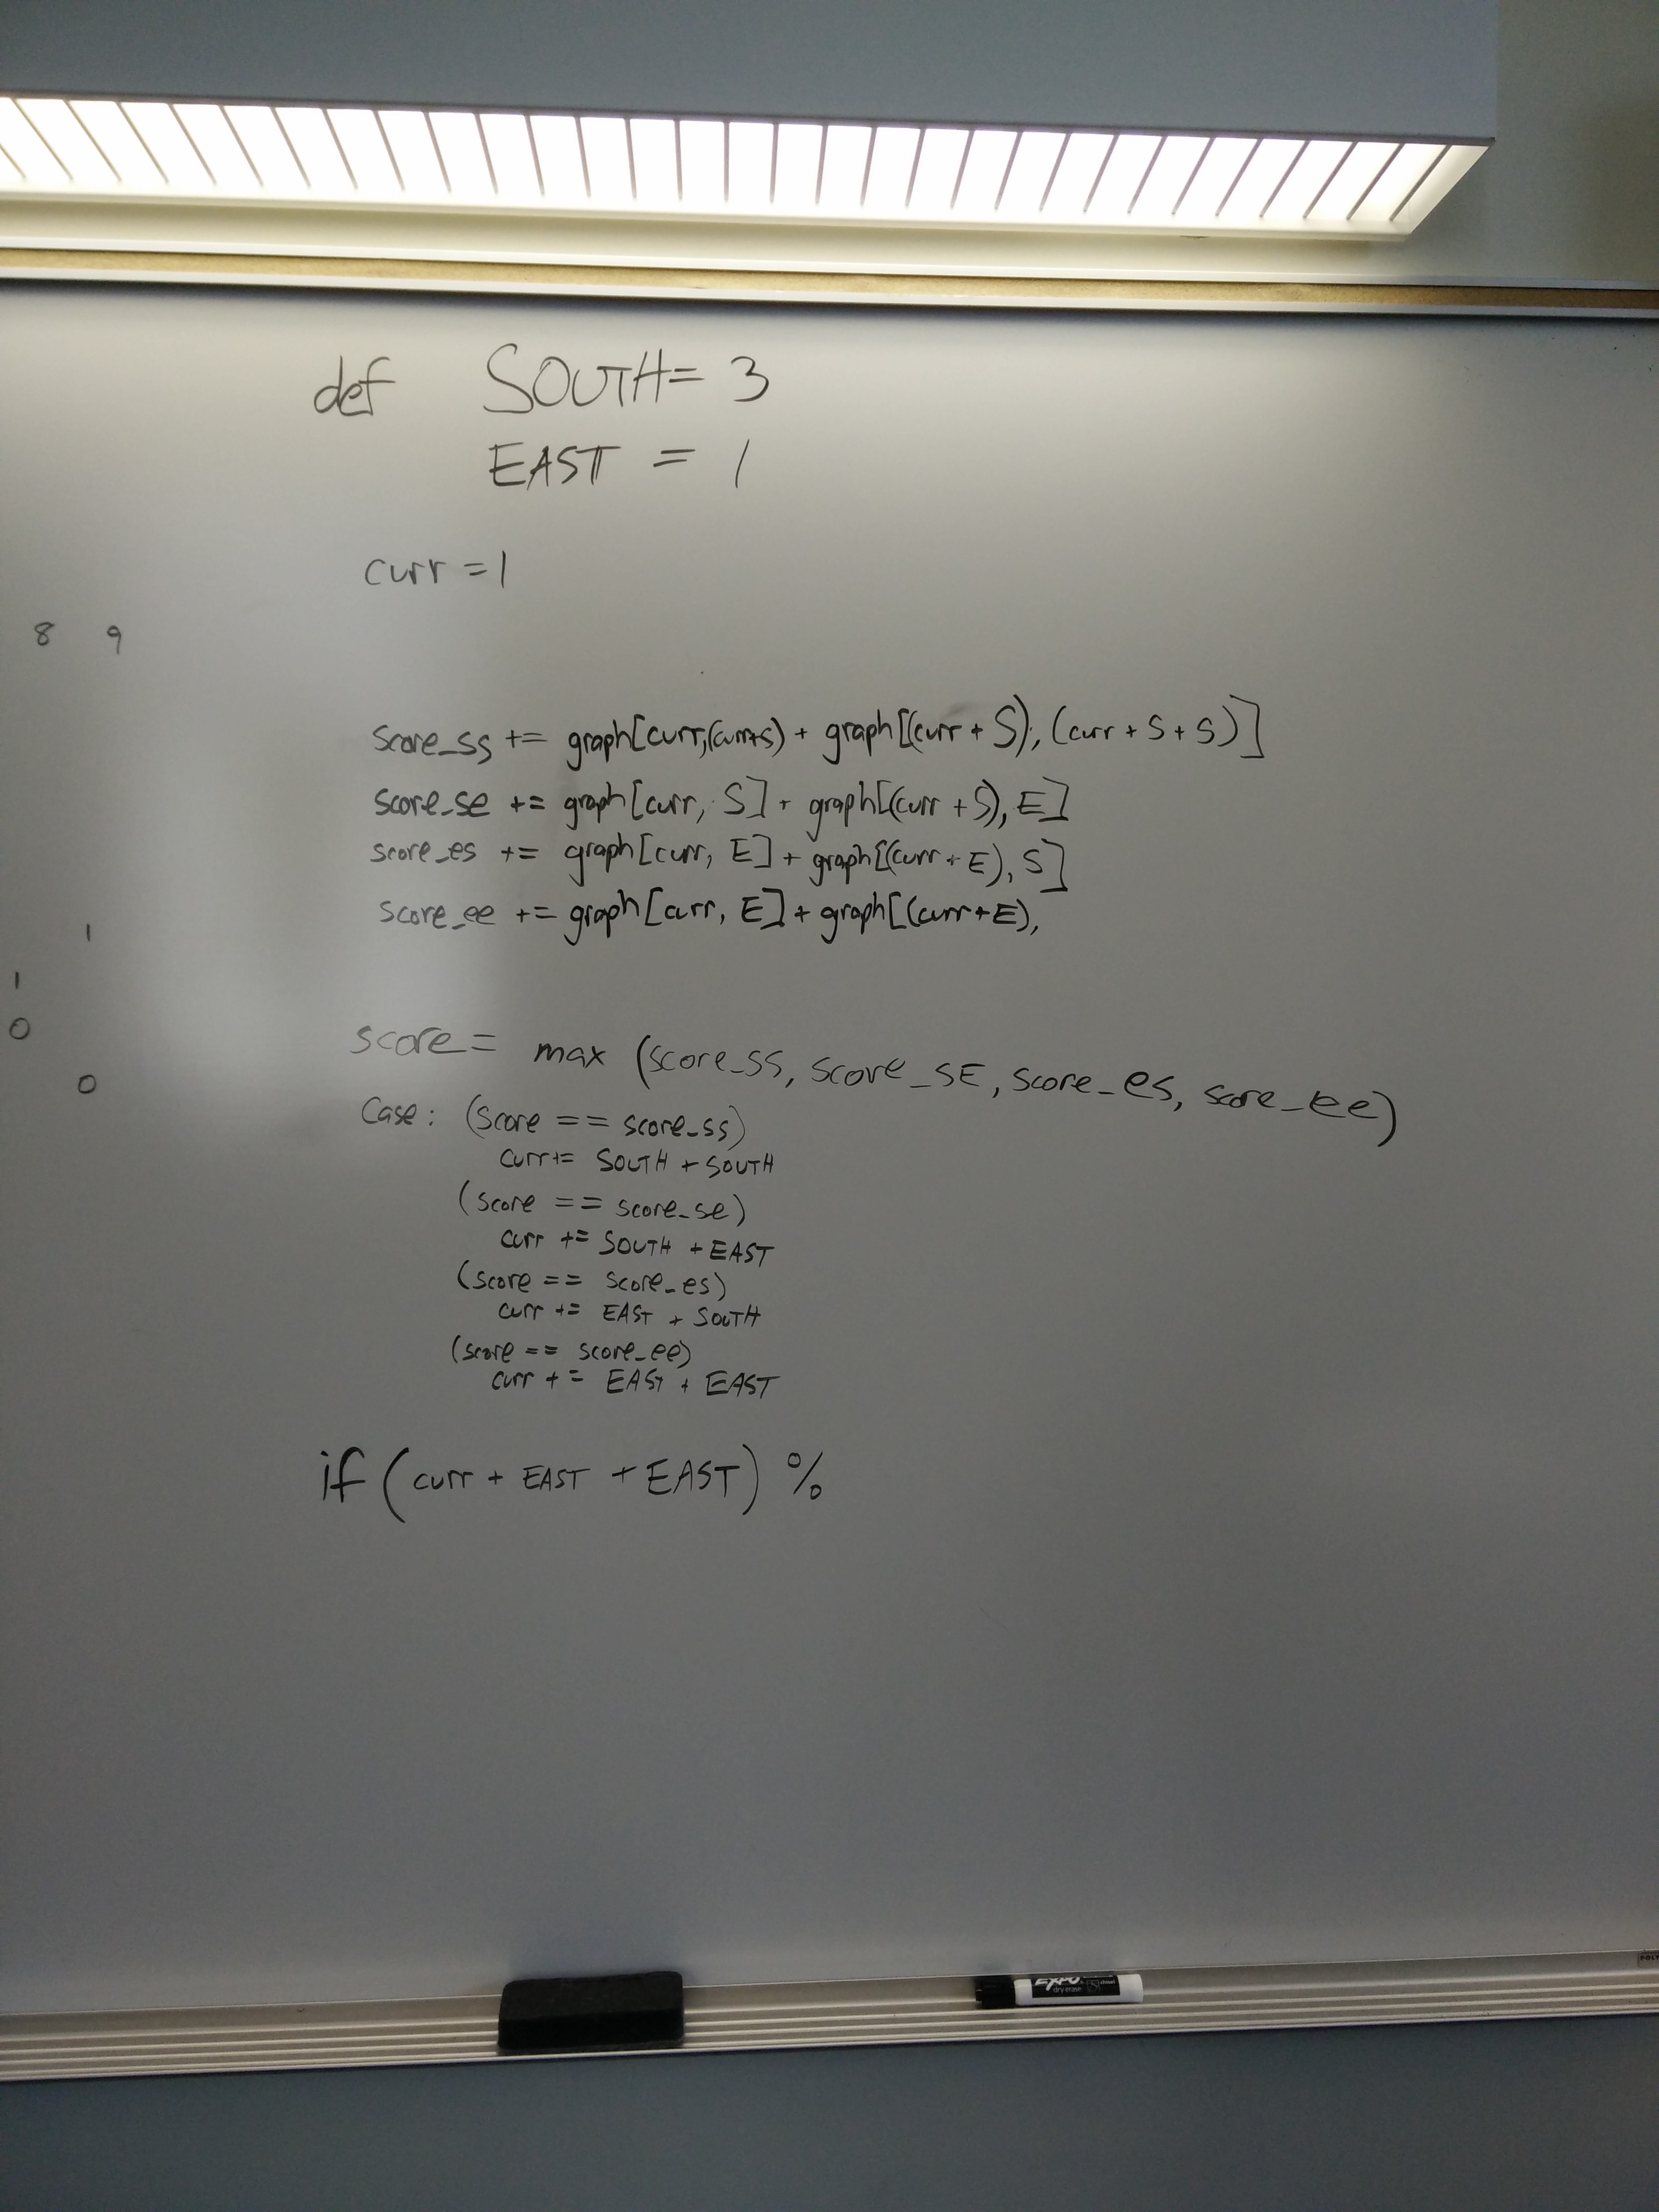 def SOUTH = 3
EAST = 1
curr = 1
8 9
score_ss += graph[curr,(curr+s) + graph[(curr + S), (curr + S + S)]
score_se += graph[curr, S] + graph[(curr + S), E]
score_es += graph[curr, E] + graph[(curr + E), S]
score_ee += graph[curr, E] + graph[(curr+E),
1
1
0
score = max (score_ss, score_SE, score_es, score_ee)
0
Case: (score == score_ss)
curr += SOUTH + SOUTH
(score == score_se)
curr += SOUTH + EAST
(score == score_es)
curr += EAST + SOUTH
(score == score_ee)
curr += EAST + EAST
if (curr + EAST + EAST) %
EXPO
dry erase